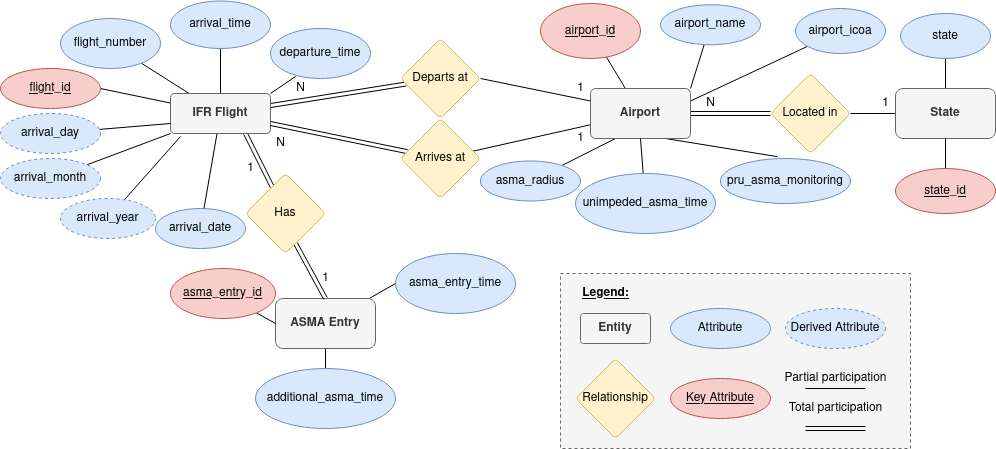 arrival_time
flight_number
departure_time
flight_id
arrival_day
arrival_month
arrival_year
arrival_date
IFR Flight
N
N
1
Departs at
Arrives at
1
1
airport_id
airport_name
airport_icoa
Airport
asma_radius
unimpeded_asma_time
pru_asma_monitoring
N
Located in
1
state
State
state_id
Has
1
asma_entry_id
ASMA Entry
asma_entry_time
additional_asma_time
Legend:
Entity
Attribute
Derived Attribute
Relationship
Key Attribute
Partial participation
Total participation